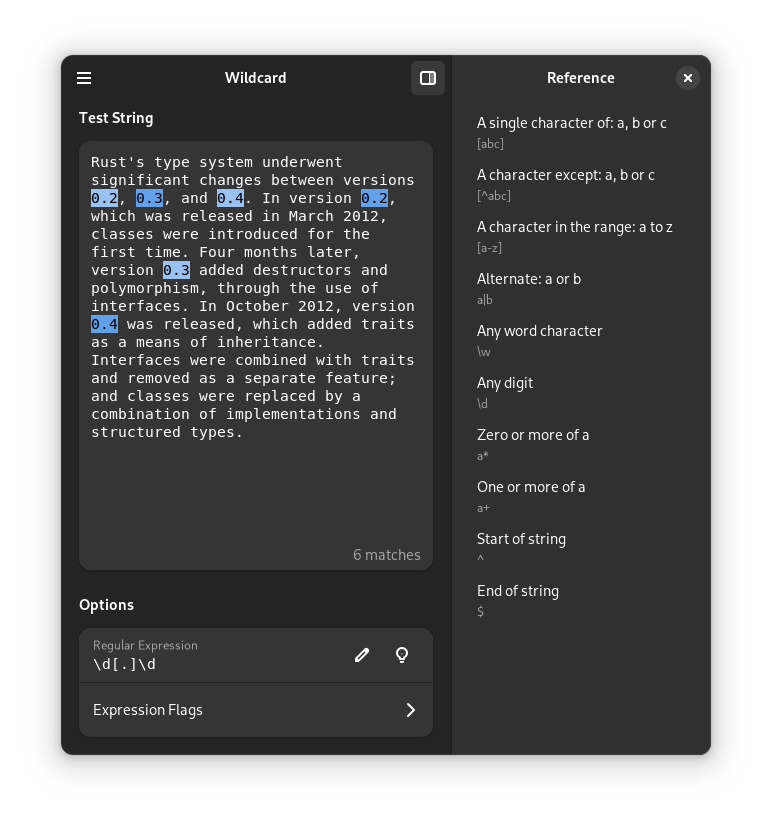 Wildcard
Test String
Rust's type system underwent
significant changes between versions
0.2, 0.3, and 0.4. In version 0.2,
which was released in March 2012,
classes were introduced for the
first time. Four months later,
version 0.3 added destructors and
polymorphism, through the use of
interfaces. In October 2012, version
0.4 was released, which added traits
as a means of inheritance.
Interfaces were combined with traits
and removed as a separate feature;
and classes were replaced by a
combination of implementations and
structured types.
6 matches
Options
Regular Expression
\d[.]\d
Expression Flags
Reference
A single character of: a, b or c
[abc]
A character except: a, b or c
[^abc]
A character in the range: a to z
[a-z]
Alternate: a or b
a|b
Any word character
\w
Any digit
\d
Zero or more of a
a*
One or more of a
a+
Start of string
^
End of string
$